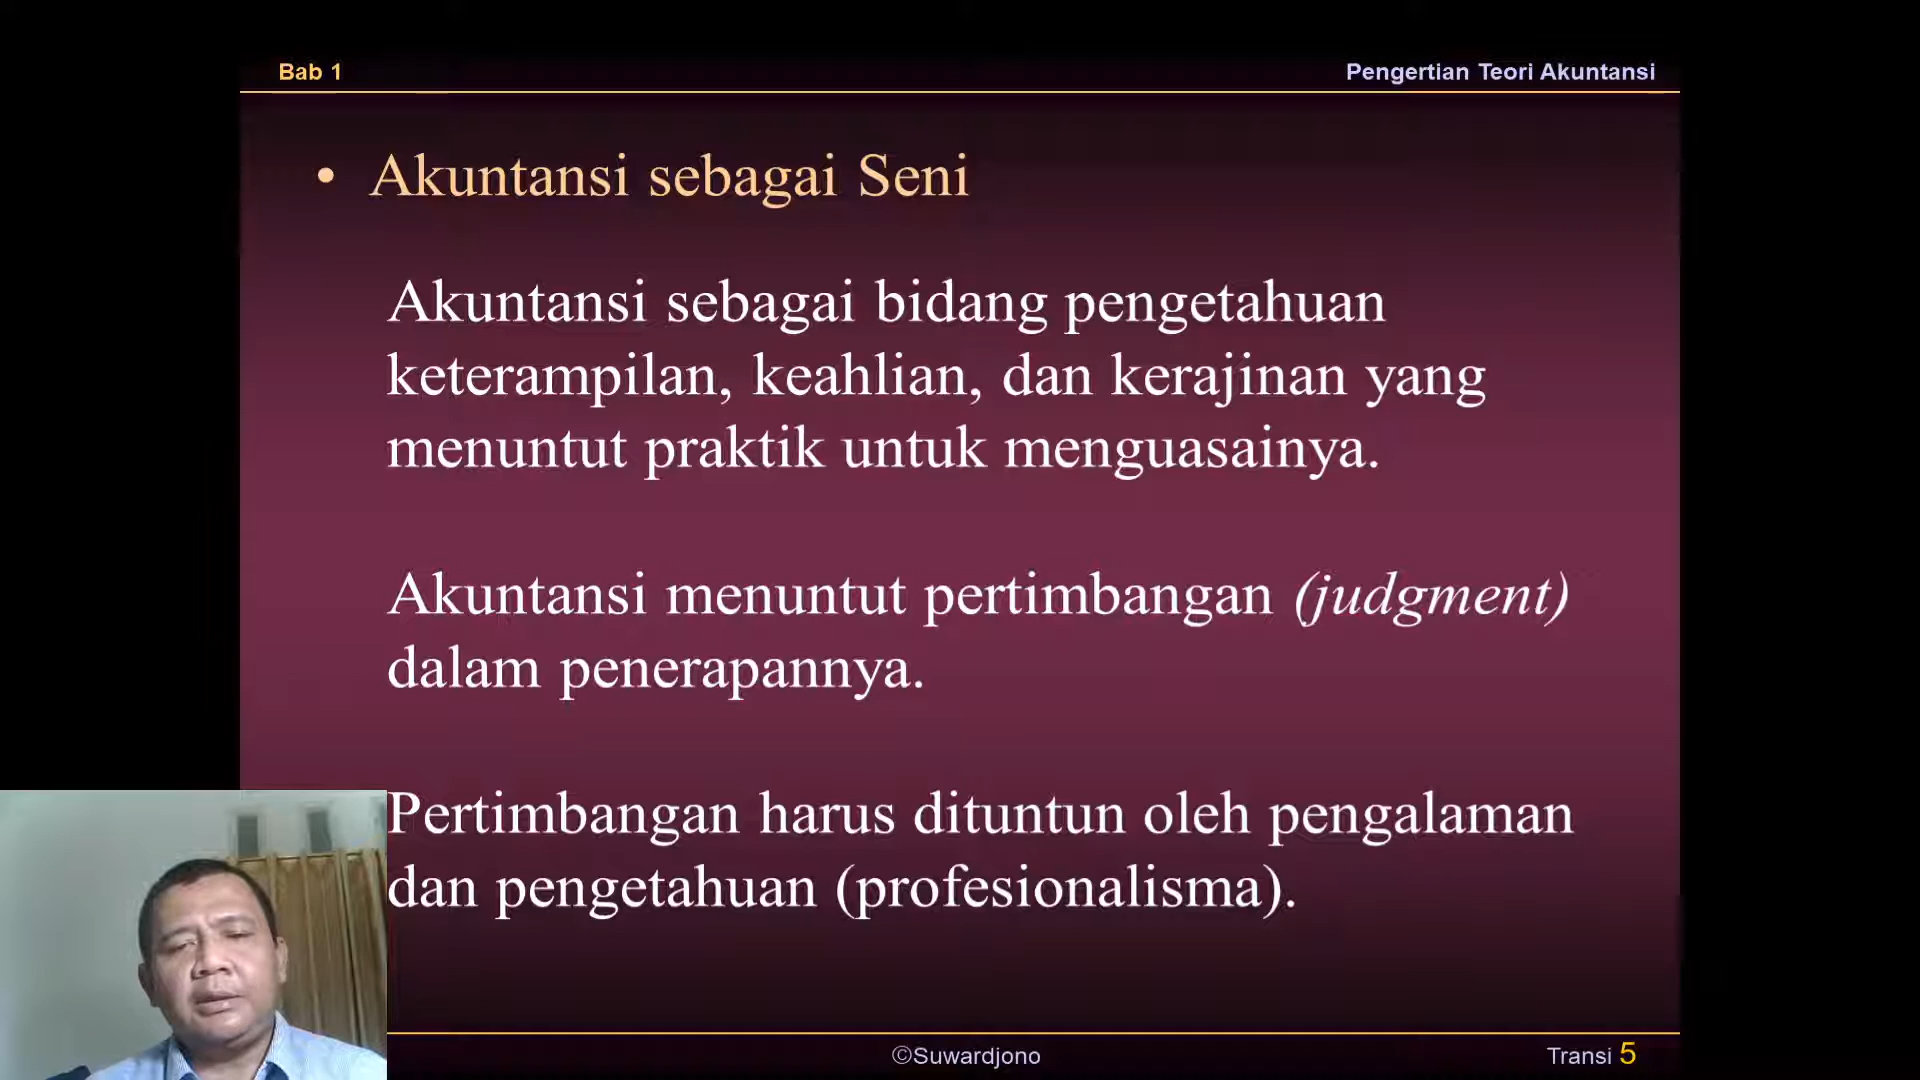 Bab 1
Pengertian Teori Akuntansi
• Akuntansi sebagai Seni
Akuntansi sebagai bidang pengetahuan
keterampilan, keahlian, dan kerajinan yang
menuntut praktik untuk menguasainya.
Akuntansi menuntut pertimbangan (judgment)
dalam penerapannya.
Pertimbangan harus dituntun oleh pengalaman
dan pengetahuan (profesionalisma).
©Suwardjono
Transi 5